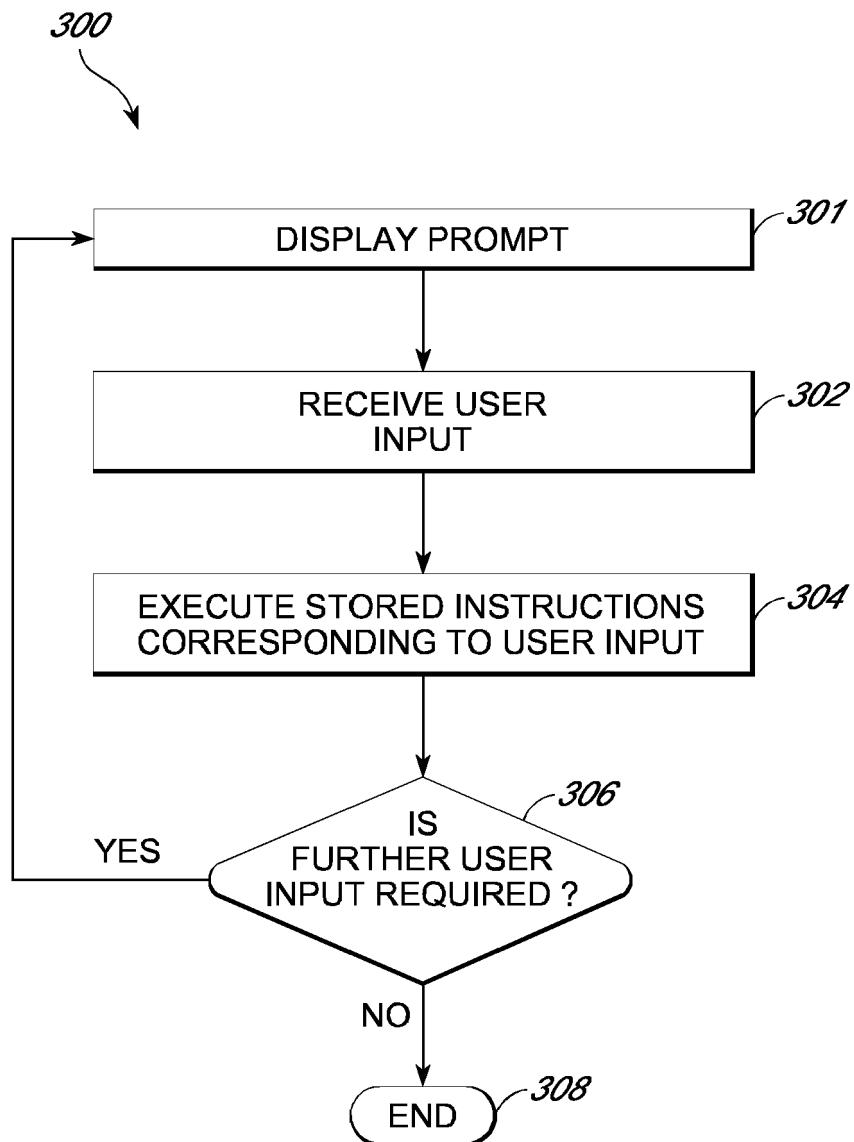 300
DISPLAY PROMPT
301
RECEIVE USER
INPUT
302
EXECUTE STORED INSTRUCTIONS
CORRESPONDING TO USER INPUT
304
IS
FURTHER USER
INPUT REQUIRED ?
306
YES
NO
END
308